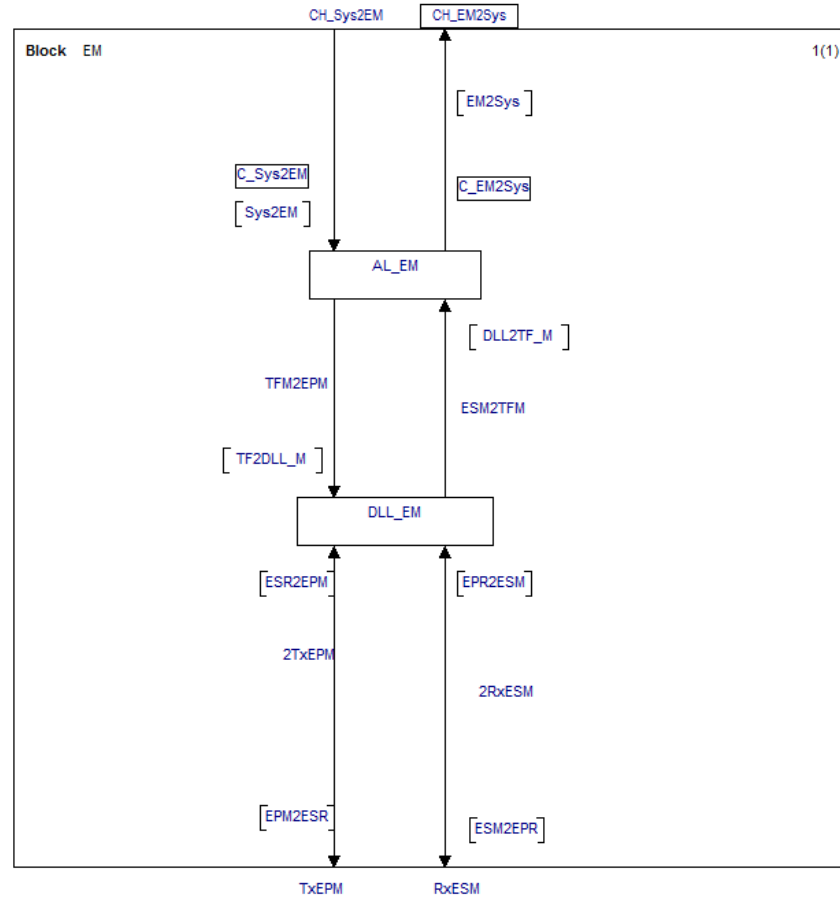 CH_Sys2EM
CH_EM2Sys
Block EM
1(1)
[EM2Sys]
C_Sys2EM
C_EM2Sys
[Sys2EM]
AL_EM
[DLL2TF_M]
TFM2EPM
ESM2TFM
[TF2DLL_M]
DLL_EM
[ESR2EPM]
[EPR2ESM]
2TxEPM
2RxESM
[EPM2ESR]
[ESM2EPR]
TxEPM
RxESM